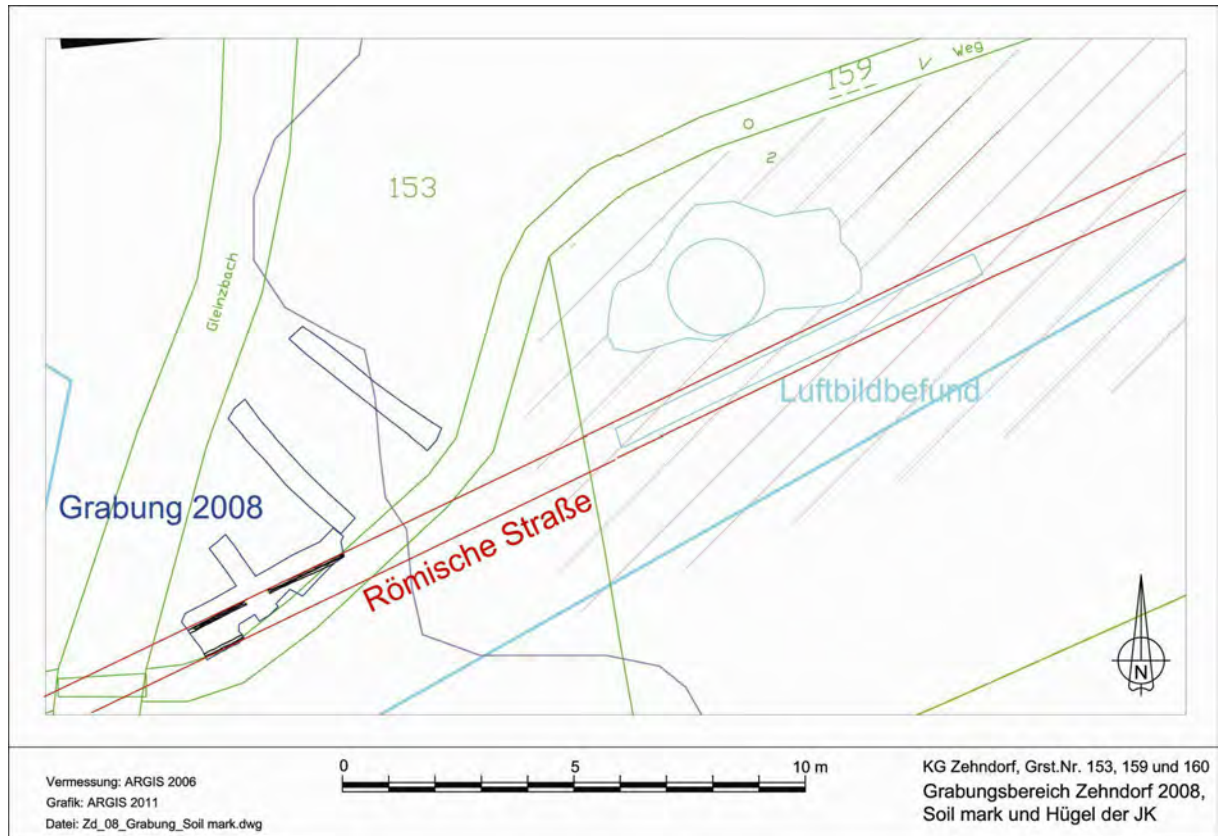 Weg
159
2
153
Gleinzbach
Luftbildbefund
Grabung 2008
Römische Straße
N
0 5 10 m
Vermessung: ARGIS 2006
Grafik: ARGIS 2011
Datei: Zd_08_Grabung_Soil mark.dwg
KG Zehndorf, Grst.Nr. 153, 159 und 160
Grabungsbereich Zehndorf 2008,
Soil mark und Hügel der JK